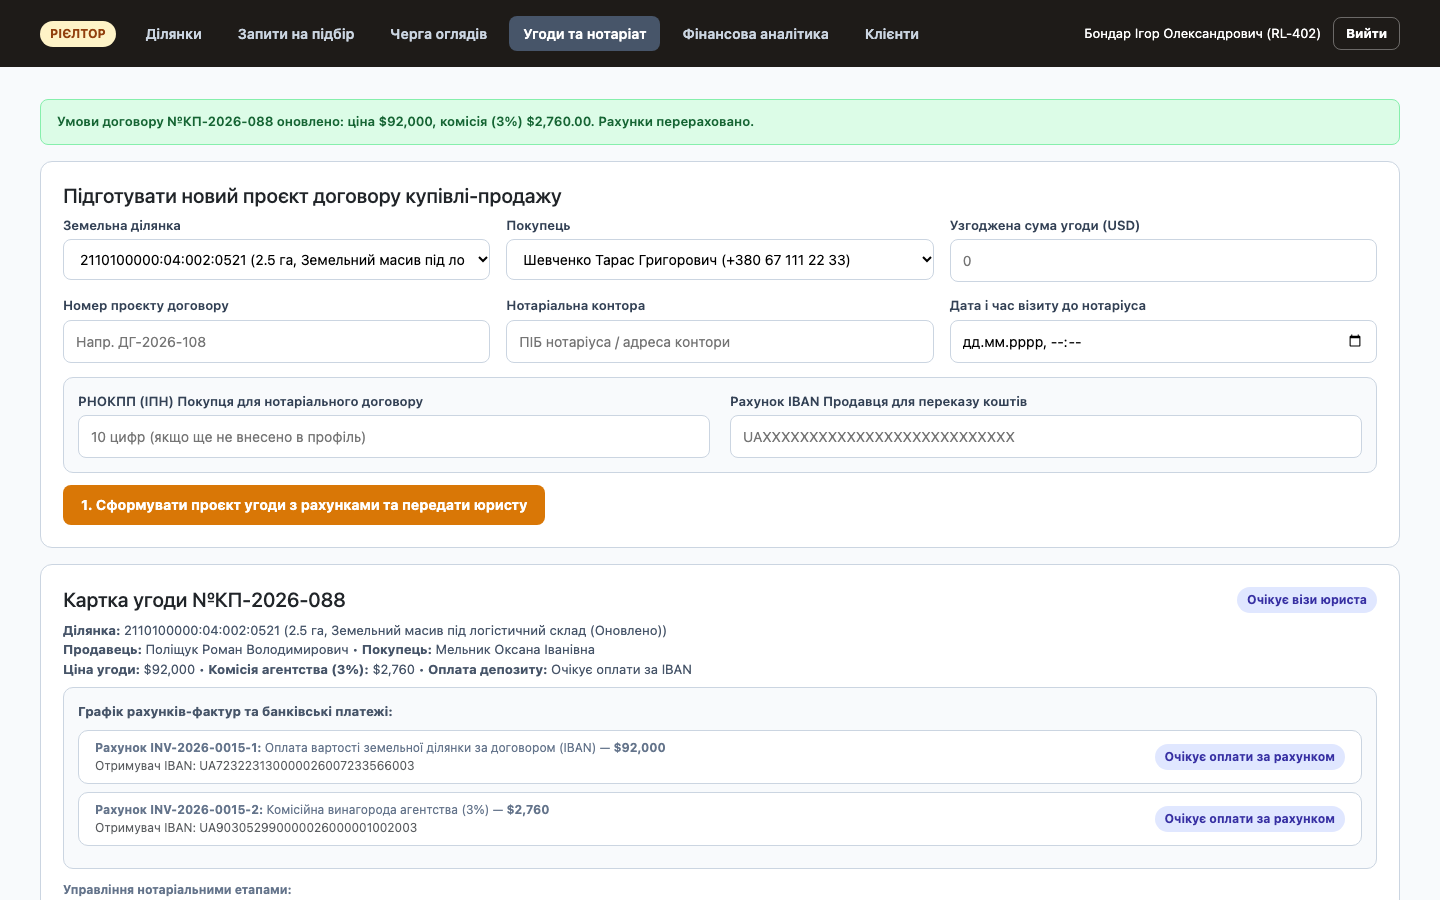 РІЄЛТОР
Ділянки
Запити на підбір
Черга оглядів
Угоди та нотаріат
Фінансова аналітика
Клієнти
Бондар Ігор Олександрович (RL-402)
Вийти
Умови договору №КП-2026-088 оновлено: ціна $92,000, комісія (3%) $2,760.00. Рахунки перераховано.
Підготувати новий проєкт договору купівлі-продажу
Земельна ділянка
Покупець
Узгоджена сума угоди (USD)
2110100000:04:002:0521 (2.5 га, Земельний масив під ло
Шевченко Тарас Григорович (+380 67 111 22 33)
0
Номер проєкту договору
Нотаріальна контора
Дата і час візиту до нотаріуса
Напр. ДГ-2026-108
ПІБ нотаріуса / адреса контори
дд.мм.рррр, --:--
РНОКПП (ІПН) Покупця для нотаріального договору
Рахунок IBAN Продавця для переказу коштів
10 цифр (якщо ще не внесено в профіль)
UAXXXXXXXXXXXXXXXXXXXXXXXXXXX
1. Сформувати проєкт угоди з рахунками та передати юристу
Картка угоди №КП-2026-088
Очікує візи юриста
Ділянка: 2110100000:04:002:0521 (2.5 га, Земельний масив під логістичний склад (Оновлено))
Продавець: Поліщук Роман Володимирович • Покупець: Мельник Оксана Іванівна
Ціна угоди: $92,000 • Комісія агентства (3%): $2,760 • Оплата депозиту: Очікує оплати за IBAN
Графік рахунків-фактур та банківські платежі:
Рахунок INV-2026-0015-1: Оплата вартості земельної ділянки за договором (IBAN) — $92,000
Отримувач IBAN: UA723223130000026007233566003
Очікує оплати за рахунком
Рахунок INV-2026-0015-2: Комісійна винагорода агентства (3%) — $2,760
Отримувач IBAN: UA903052990000026000001002003
Очікує оплати за рахунком
Управління нотаріальними етапами: